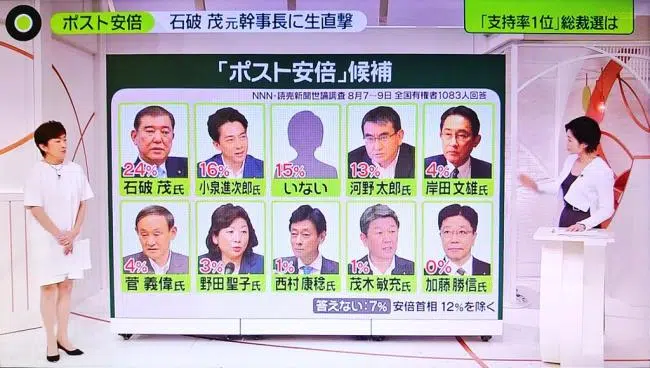 ポスト安倍 石破 茂元幹事長に生直撃
「支持率1位」総裁選は
「ポスト安倍」候補
NNN・読売新聞世論調査 8月7ー9日 全国有権者1083人回答
24% 16% 15% 13% 4%
石破 茂氏 小泉進次郎氏 いない 河野太郎氏 岸田文雄氏
4% 3% 1% 1% 0%
菅 義偉氏 野田聖子氏 西村康稔氏 茂木敏充氏 加藤勝信氏
答えない:7% 安倍首相 12%を除く